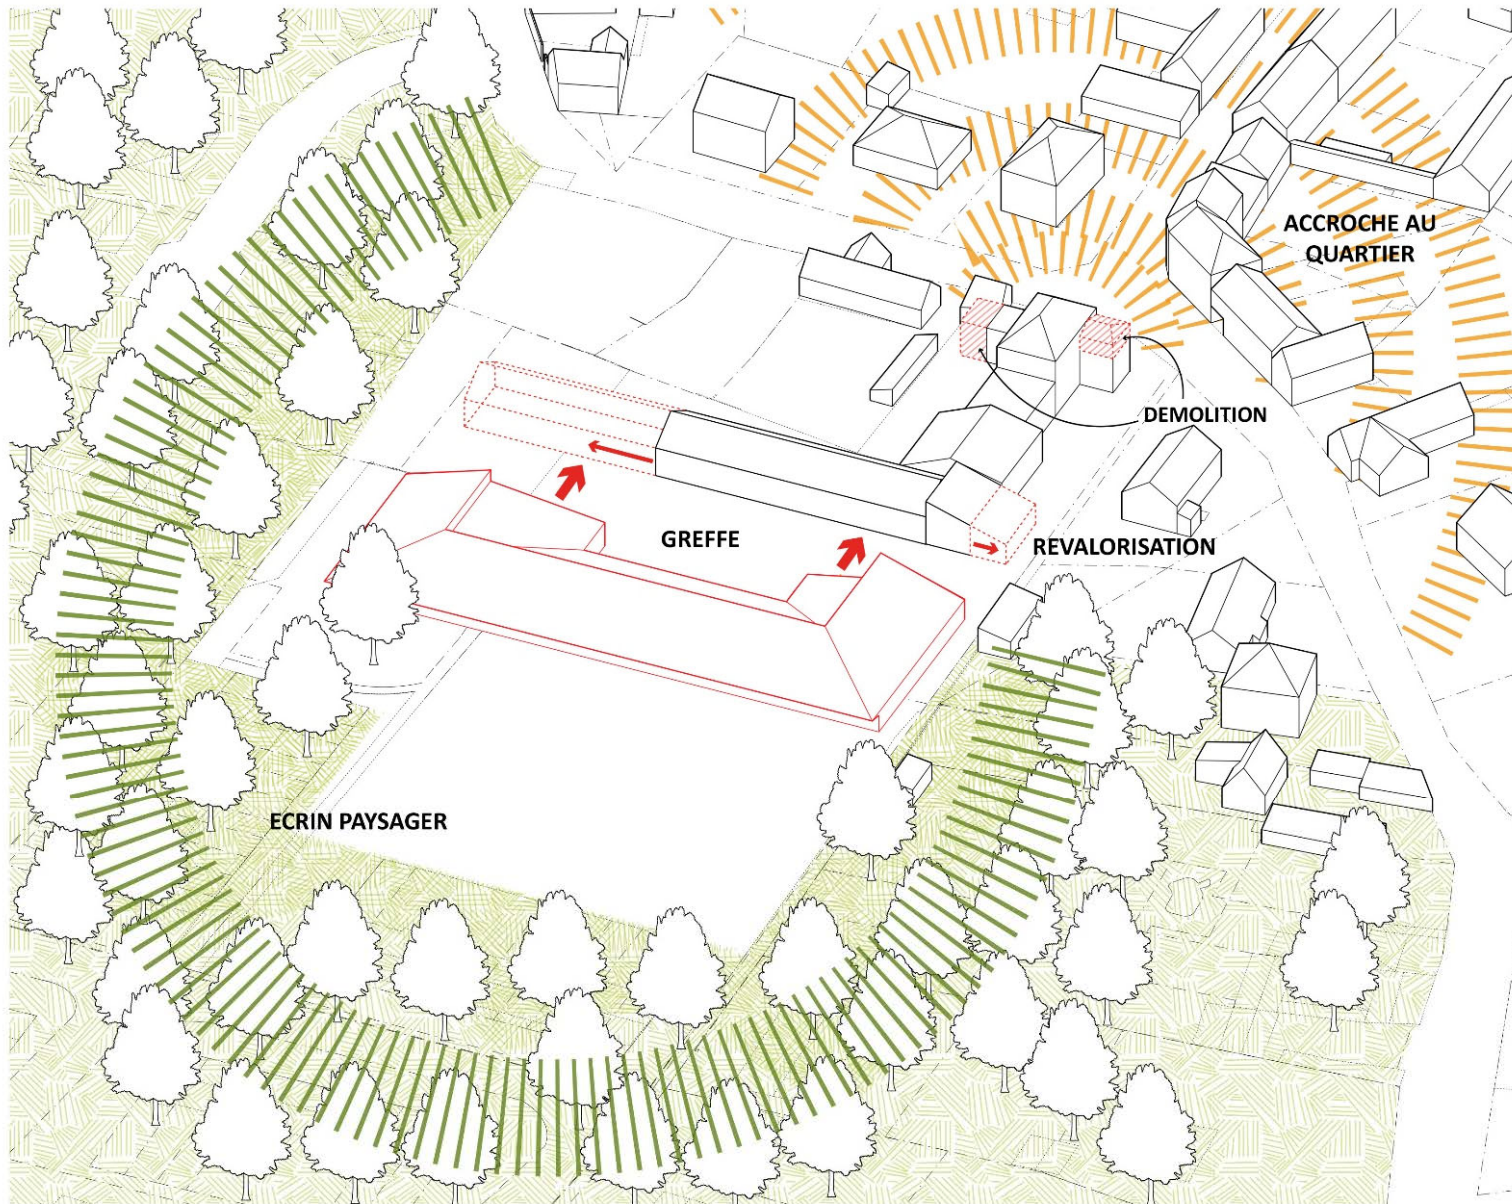 ACCROCHE AU
QUARTIER
DEMOLITION
GREFFE
REVALORISATION
ECRIN PAYSAGER